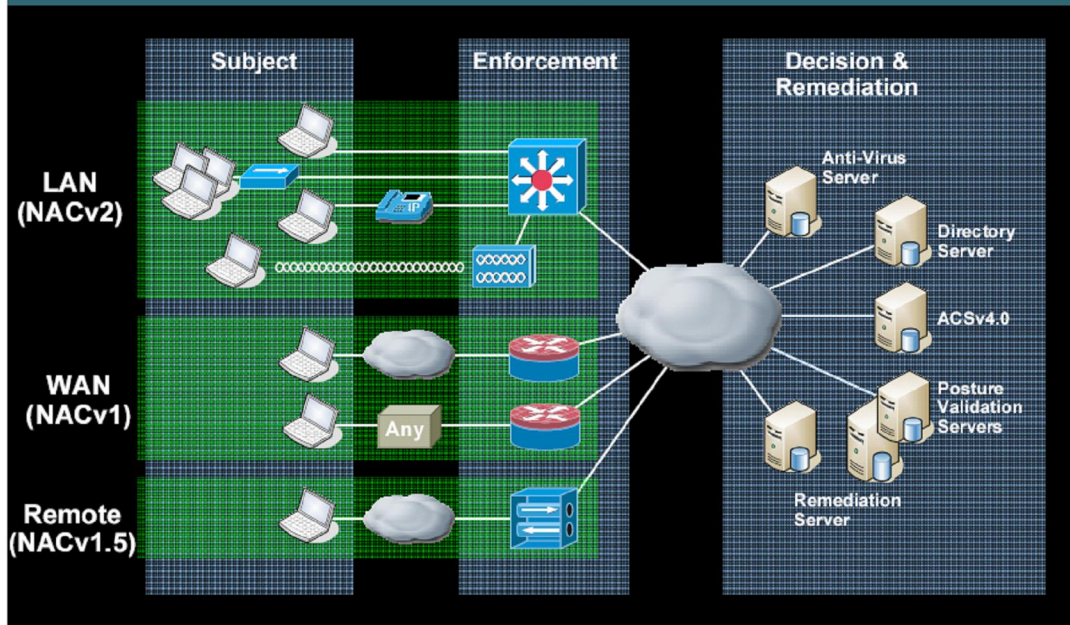 Subject
Enforcement
Decision &
Remediation
LAN
(NACv2)
IP
Anti-Virus
Server
Directory
Server
ACSv4.0
WAN
(NACv1)
Any
Posture
Validation
Servers
Remediation
Server
Remote
(NACv1.5)